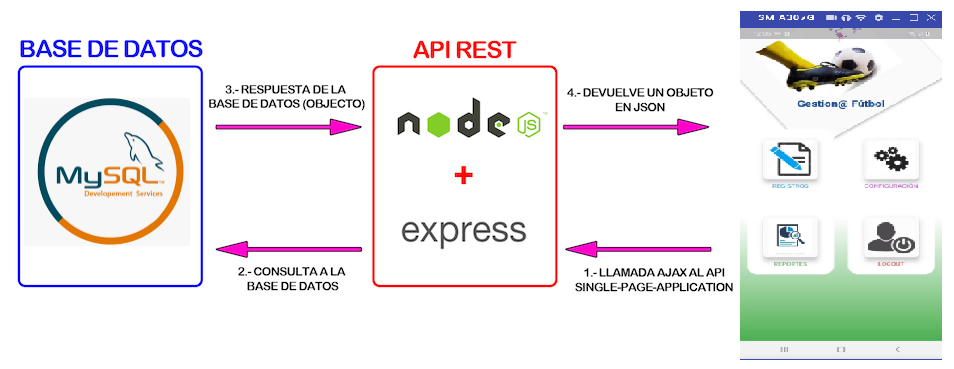 BASE DE DATOS
MySQL™
Developement Services
3.- RESPUESTA DE LA
BASE DE DATOS (OBJECTO)
2.- CONSULTA A LA
BASE DE DATOS
API REST
node
JS
+
express
4.- DEVUELVE UN OBJETO
EN JSON
1.- LLAMADA AJAX AL API
SINGLE-PAGE-APPLICATION
Gestion@ Fútbol
REGISTROS
CONFIGURACIÓN
REPORTES
LOGOUT